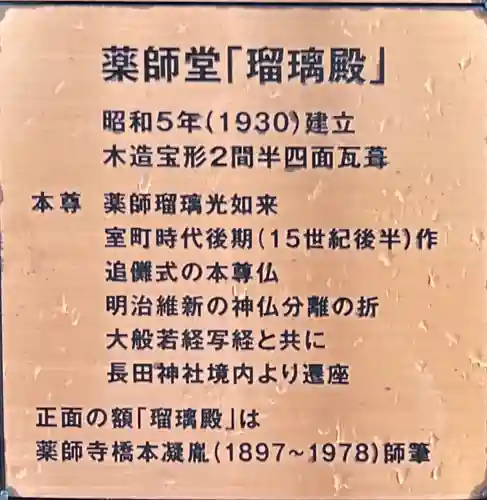 薬師堂「瑠璃殿」
昭和5年(1930)建立
木造宝形2間半四面瓦葺
本尊 薬師瑠璃光如来
室町時代後期(15世紀後半)作
追儺式の本尊仏
明治維新の神仏分離の折
大般若経写経と共に
長田神社境内より遷座
正面の額「瑠璃殿」は
薬師寺橋本凝胤(1897~1978)師筆